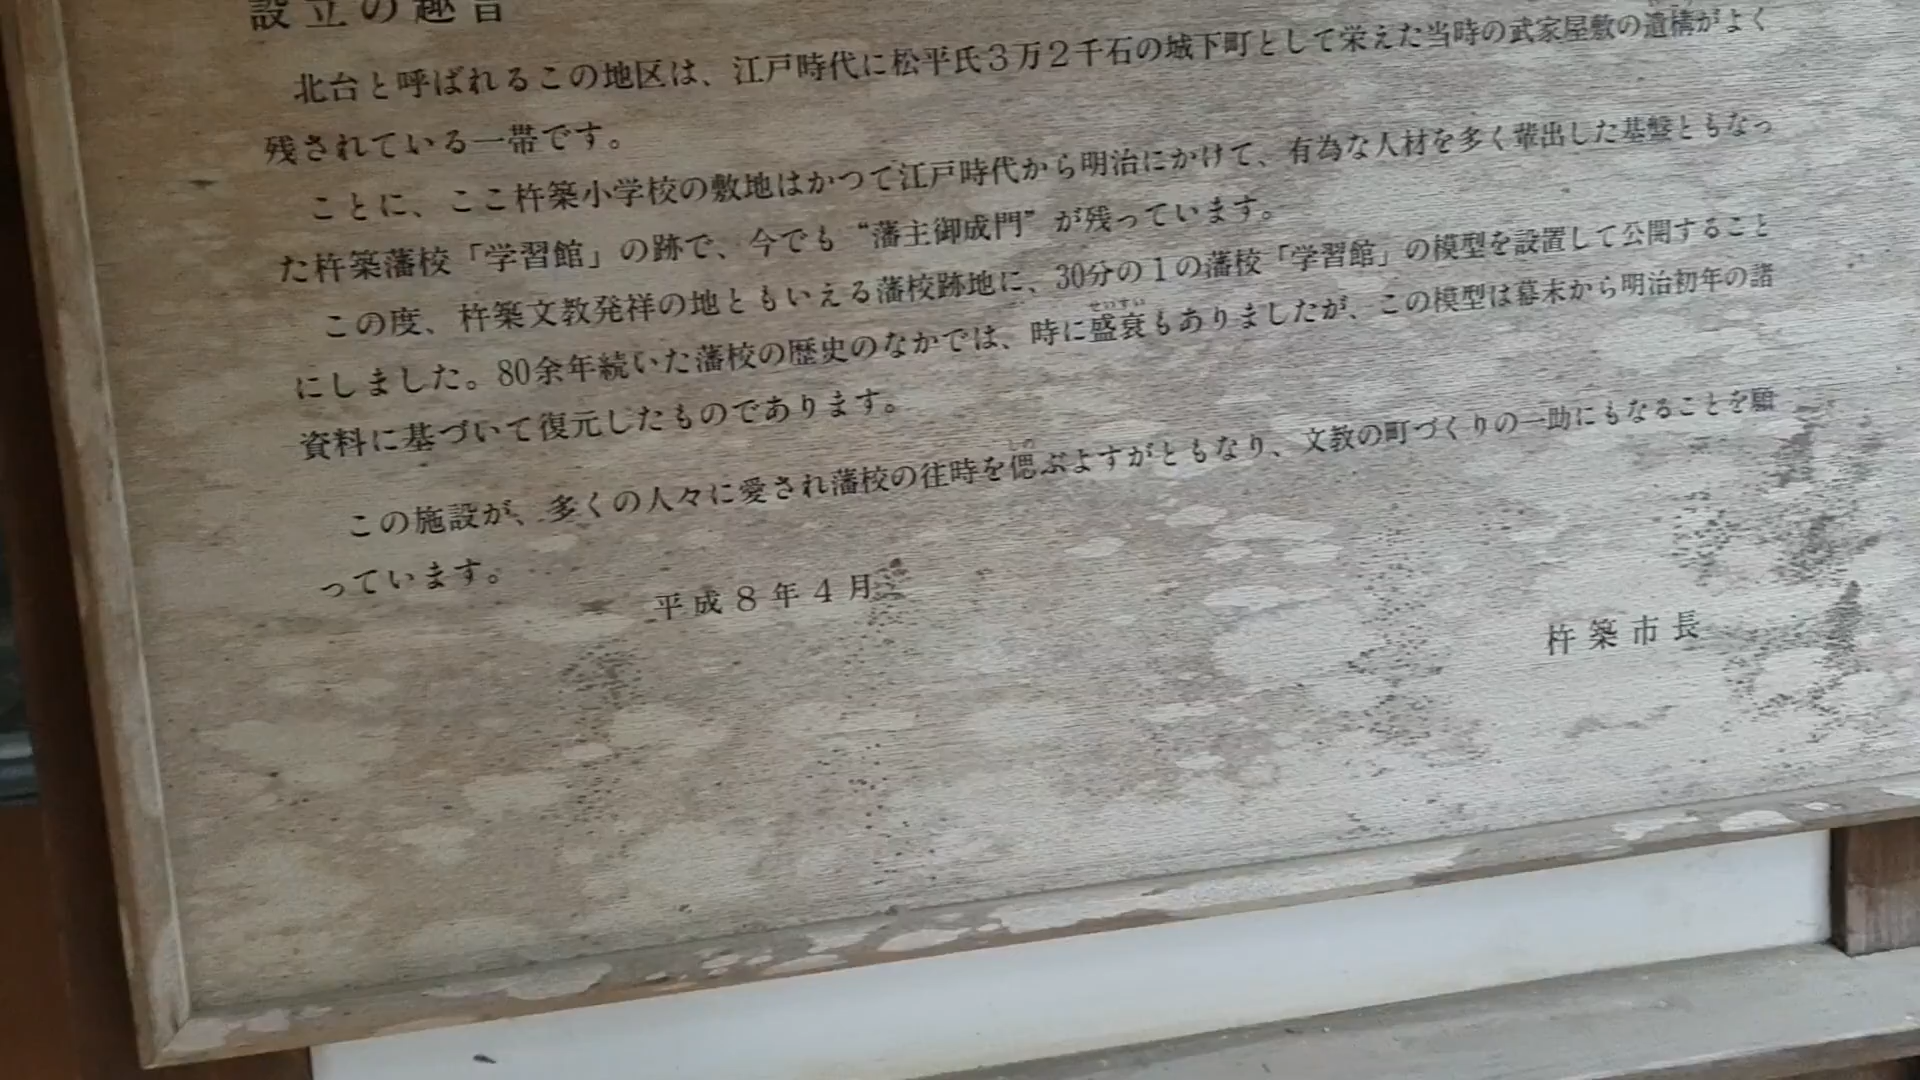 設立の趣旨
北台と呼ばれるこの地区は、江戸時代に松平氏3万2千石の城下町として栄えた当時の武家屋敷の遺構がよく
残されている一帯です。
ことに、ここ杵築小学校の敷地はかつて江戸時代から明治にかけて、有為な人材を多く輩出した基盤ともなっ
た杵築藩校「学習館」の跡で、今でも“藩主御成門”が残っています。
この度、杵築文教発祥の地ともいえる藩校跡地に、30分の1の藩校「学習館」の模型を設置して公開すること
にしました。80余年続いた藩校の歴史のなかでは、時に盛衰もありましたが、この模型は幕末から明治初年の諸
資料に基づいて復元したものであります。
この施設が、多くの人々に愛され藩校の往時を偲ぶよすがともなり、文教の町づくりの一助にもなることを願
っています。
平成8年4月
杵築市長